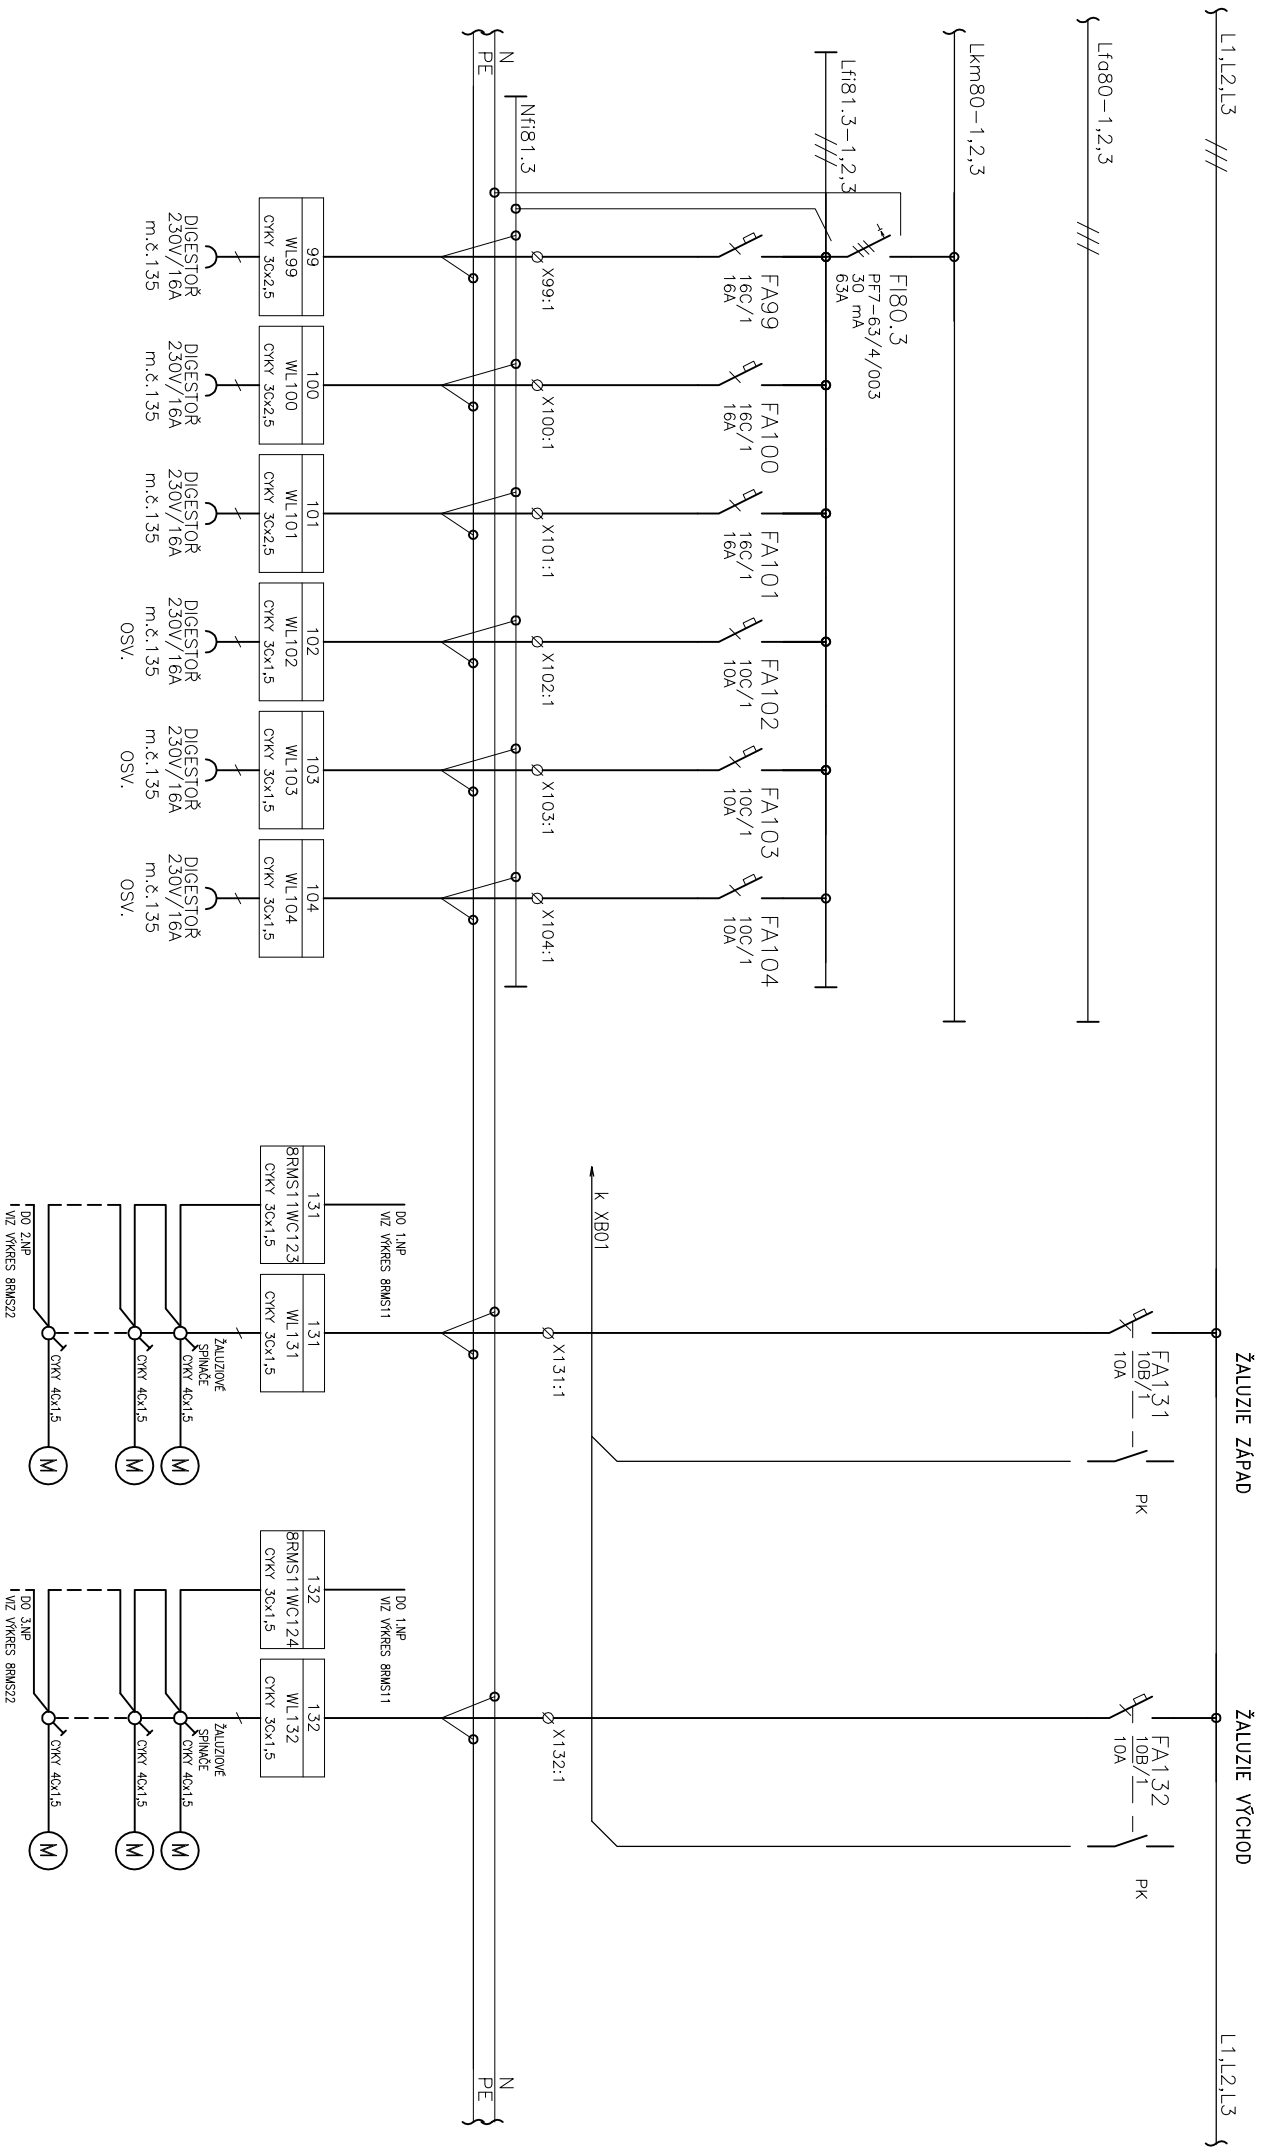 L1,L2,L3
L1,L2,L3
ŽALUZIE ZÁPAD
ŽALUZIE VÝCHOD
Lfa80-1,2,3
Lkm80-1,2,3
Lfi81.3-1,2,3
FI80.3
PF7-63/4/003
30 mA
63A
FA99
16C/1
16A
FA100
16C/1
16A
FA101
16C/1
16A
FA102
10C/1
10A
FA103
10C/1
10A
FA104
10C/1
10A
FA131
10B/1
10A
PK
FA132
10B/1
10A
PK
k XB01
Nfi81.3
N
PE
N
PE
X99:1
X100:1
X101:1
X102:1
X103:1
X104:1
X131:1
X132:1
99
WL99
CYKY 3Cx2,5
100
WL100
CYKY 3Cx2,5
101
WL101
CYKY 3Cx2,5
102
WL102
CYKY 3Cx1,5
103
WL103
CYKY 3Cx1,5
104
WL104
CYKY 3Cx1,5
DO 1.NP
VIZ VÝKRES 8RMS11
131
8RMS11WC123
CYKY 3Cx1,5
131
WL131
CYKY 3Cx1,5
DO 1.NP
VIZ VÝKRES 8RMS11
132
8RMS11WC124
CYKY 3Cx1,5
132
WL132
CYKY 3Cx1,5
DIGESTOŘ
230V/16A
m.č.135
DIGESTOŘ
230V/16A
m.č.135
DIGESTOŘ
230V/16A
m.č.135
DIGESTOŘ
230V/16A
m.č.135
OSV.
DIGESTOŘ
230V/16A
m.č.135
OSV.
DIGESTOŘ
230V/16A
m.č.135
OSV.
ŽALUZIOVÉ
SPÍNAČE
CYKY 4Cx1,5
M
CYKY 4Cx1,5
M
CYKY 4Cx1,5
M
DO 2.NP
VIZ VÝKRES 8RMS22
ŽALUZIOVÉ
SPÍNAČE
CYKY 4Cx1,5
M
CYKY 4Cx1,5
M
CYKY 4Cx1,5
M
DO 3.NP
VIZ VÝKRES 8RMS22